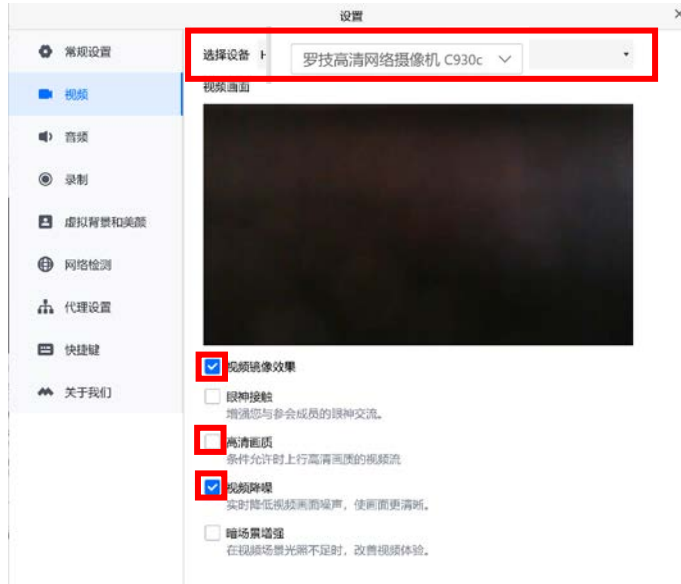 设置
常规设置
视频
音频
录制
虚拟背景和美颜
网络检测
代理设置
快捷键
关于我们
选择设备 H
罗技高清网络摄像机 C930c
视频画面
视频镜像效果
眼神接触
增强您与参会成员的眼神交流。
高清画质
条件允许时上行高清画质的视频流
视频降噪
实时降低视频画面噪声，使画面更清晰。
暗场景增强
在视频场景光照不足时，改善视频体验。